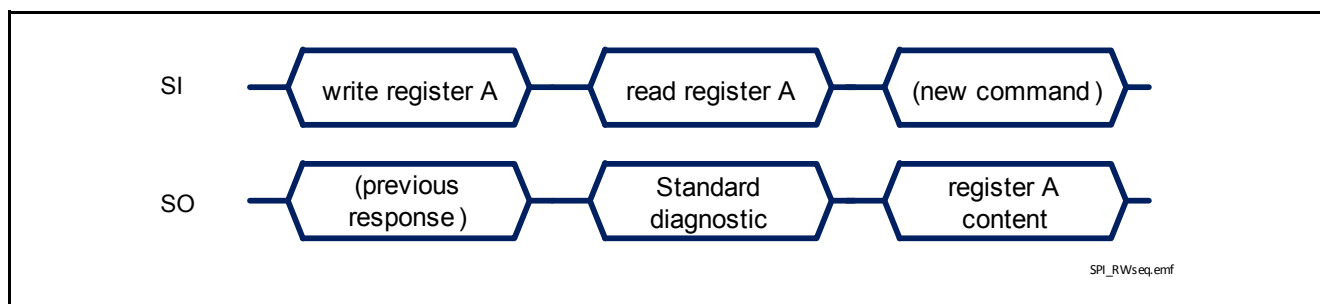 SI
write register A
read register A
(new command)
SO
(previous
response)
Standard
diagnostic
register A
content
SPI_RWseq.emf